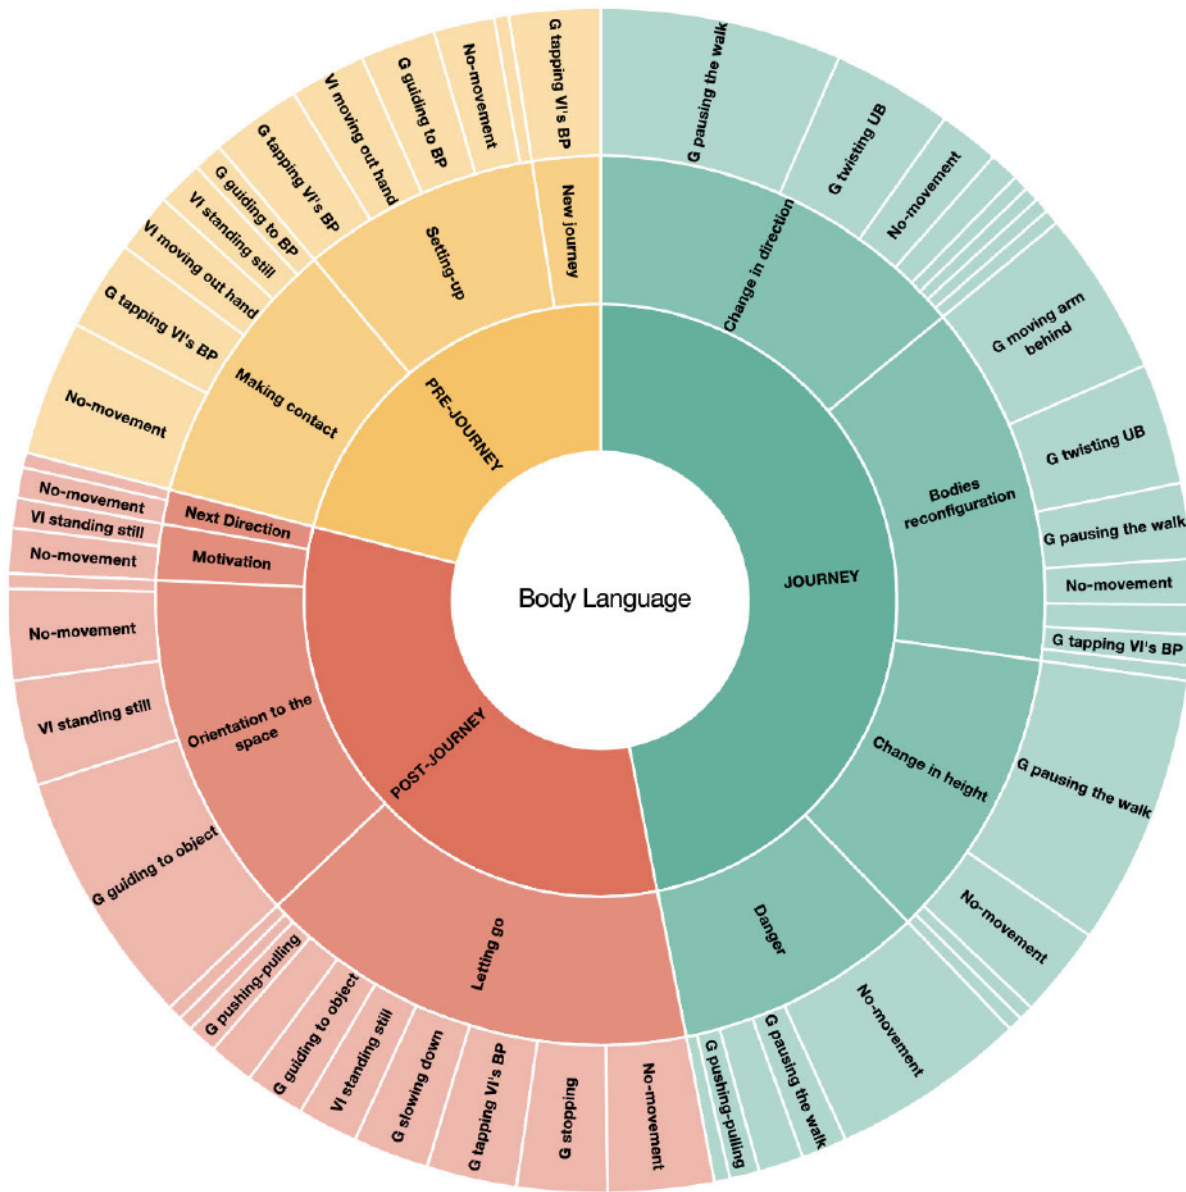 Body Language
JOURNEY
Change in direction
G pausing the walk
G twisting UB
No-movement
Bodies
reconfiguration
G moving arm
behind
G twisting UB
G pausing the walk
No-movement
G tapping VI's BP
Change in height
G pausing the walk
No-movement
Danger
No-movement
G pausing the walk
G pushing-pulling
POST-JOURNEY
Letting go
No-movement
G stopping
G tapping VI's BP
G slowing down
VI standing still
G guiding to object
G pushing-pulling
Orientation to the
space
G guiding to object
VI standing still
No-movement
Motivation
No-movement
VI standing still
Next Direction
No-movement
PRE-JOURNEY
Making contact
No-movement
G tapping VI's BP
VI moving out hand
VI standing still
G guiding to BP
Setting-up
G tapping VI's BP
VI moving out hand
G guiding to BP
No-movement
New journey
G tapping VI's BP